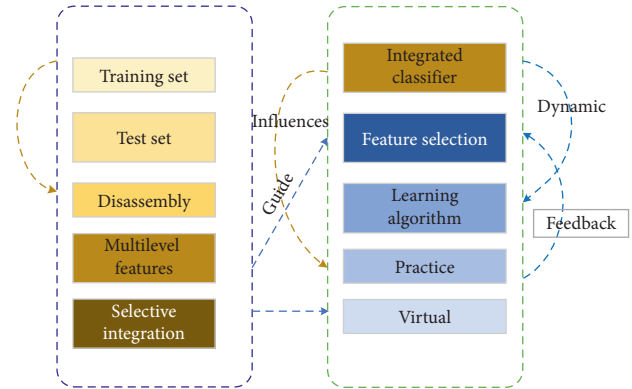 Training set
Test set
Disassembly
Multilevel
features
Selective
integration
Influences
Guide
Integrated
classifier
Feature selection
Learning
algorithm
Practice
Virtual
Dynamic
Feedback